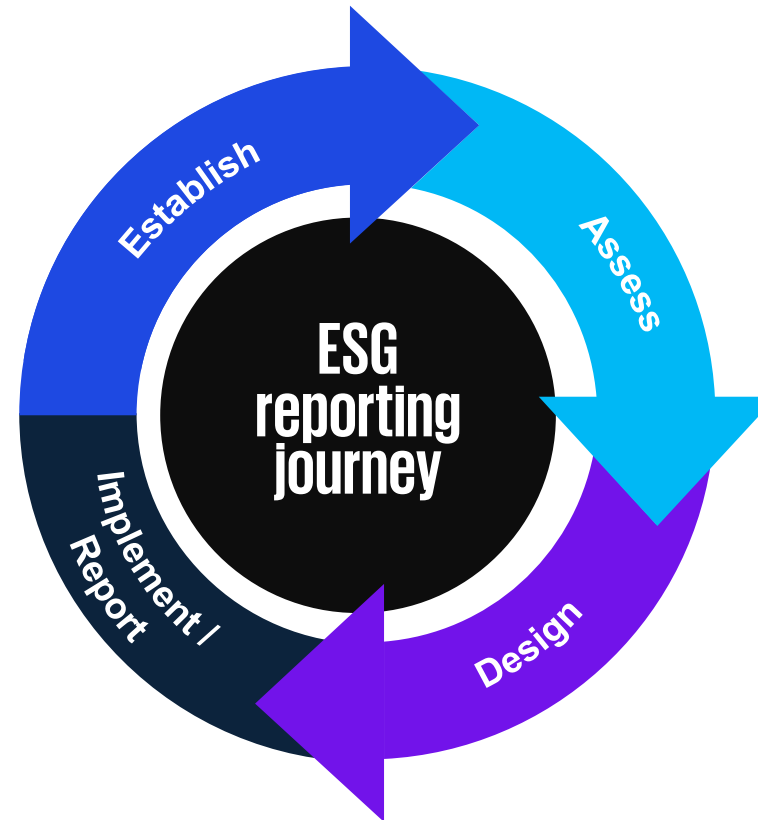 Establish
Assess
ESG
reporting
journey
Implement /
Report
Design